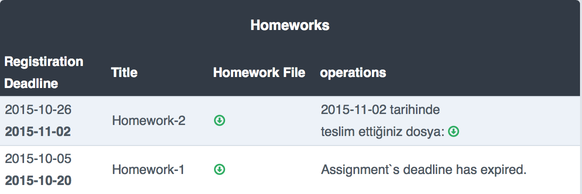 Homeworks
Registiration
Deadline
Title
Homework File
operations
2015-10-26
2015-11-02
Homework-2
2015-11-02 tarihinde
teslim ettiğiniz dosya:
2015-10-05
2015-10-20
Homework-1
Assignment`s deadline has expired.